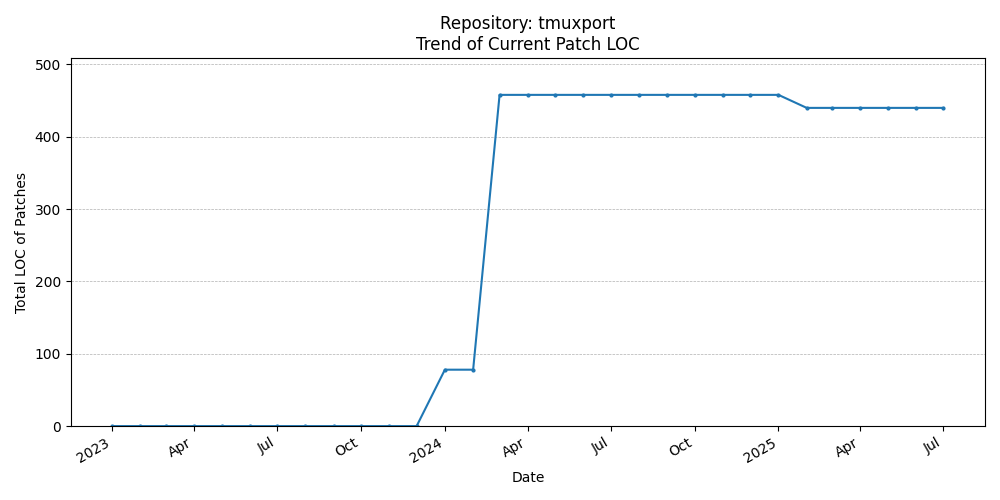 Repository: tmuxport
Trend of Current Patch LOC
Total LOC of Patches
500
400
300
200
100
0
2023
Apr
Jul
Oct
2024
Apr
Jul
Oct
2025
Apr
Jul
Date